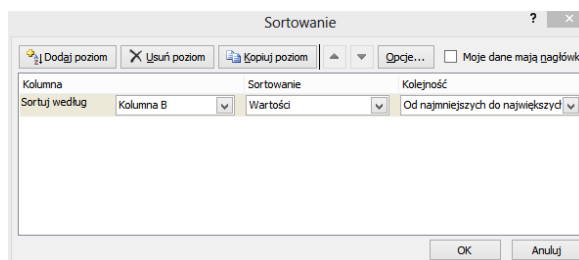 Sortowanie ?
Dodaj poziom Usuń poziom Kopiuj poziom Opcje... Moje dane mają nagłówk
Kolumna Sortowanie Kolejność
Sortuj według Kolumna B Wartości Od najmniejszych do największych
OK Anuluj